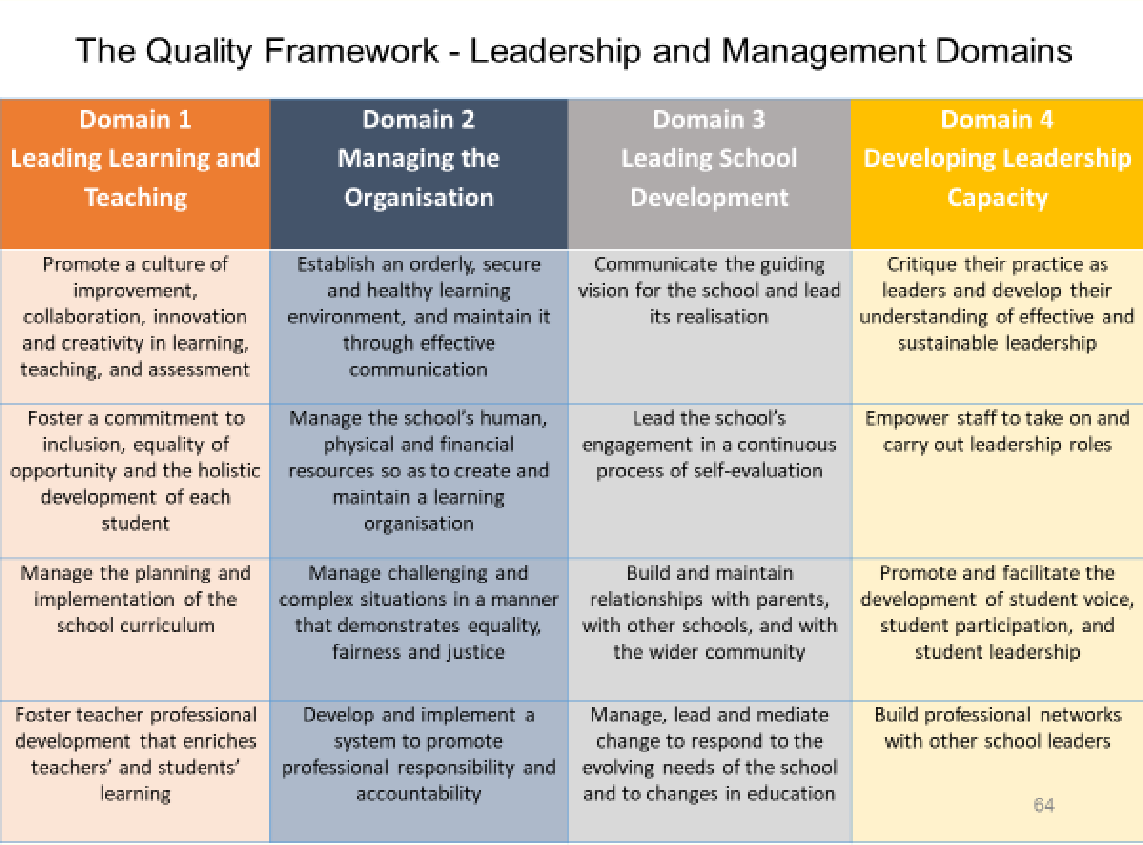 The Quality Framework - Leadership and Management Domains
Domain 1
Leading Learning and
Teaching
Domain 2
Managing the
Organisation
Domain 3
Leading School
Development
Domain 4
Developing Leadership
Capacity
Promote a culture of
improvement,
collaboration, innovation
and creativity in learning,
teaching, and assessment
Establish an orderly, secure
and healthy learning
environment, and maintain it
through effective
communication
Communicate the guiding
vision for the school and lead
its realisation
Critique their practice as
leaders and develop their
understanding of effective and
sustainable leadership
Foster a commitment to
inclusion, equality of
opportunity and the holistic
development of each
student
Manage the school’s human,
physical and financial
resources so as to create and
maintain a learning
organisation
Lead the school’s
engagement in a continuous
process of self-evaluation
Empower staff to take on and
carry out leadership roles
Manage the planning and
implementation of the
school curriculum
Manage challenging and
complex situations in a manner
that demonstrates equality,
fairness and justice
Build and maintain
relationships with parents,
with other schools, and with
the wider community
Promote and facilitate the
development of student voice,
student participation, and
student leadership
Foster teacher professional
development that enriches
teachers’ and students’
learning
Develop and implement a
system to promote
professional responsibility and
accountability
Manage, lead and mediate
change to respond to the
evolving needs of the school
and to changes in education
Build professional networks
with other school leaders
64